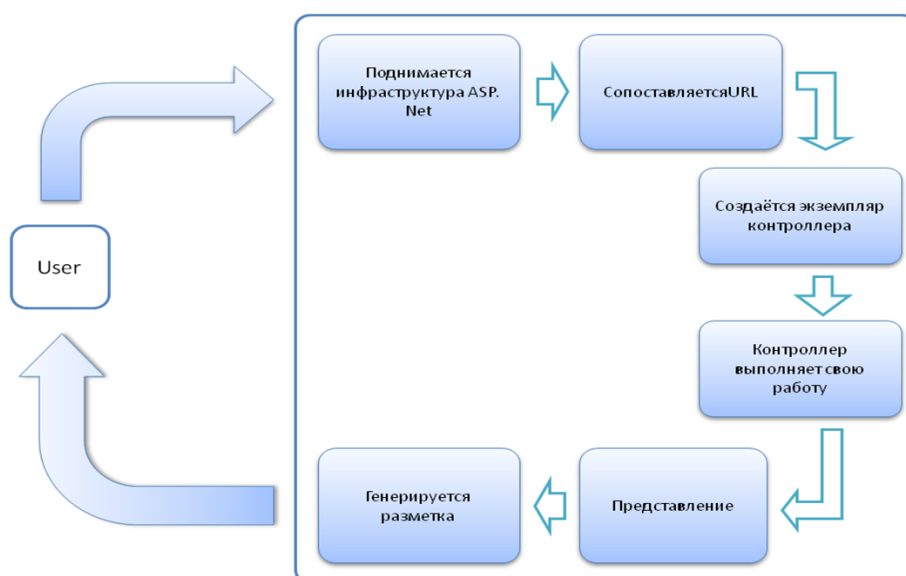 Поднимается
инфраструктура ASP.
Net
СопоставляетсяURL
Создаётся экземпляр
контроллера
User
Контроллер
выполняет свою
работу
Генерируется
разметка
Представление